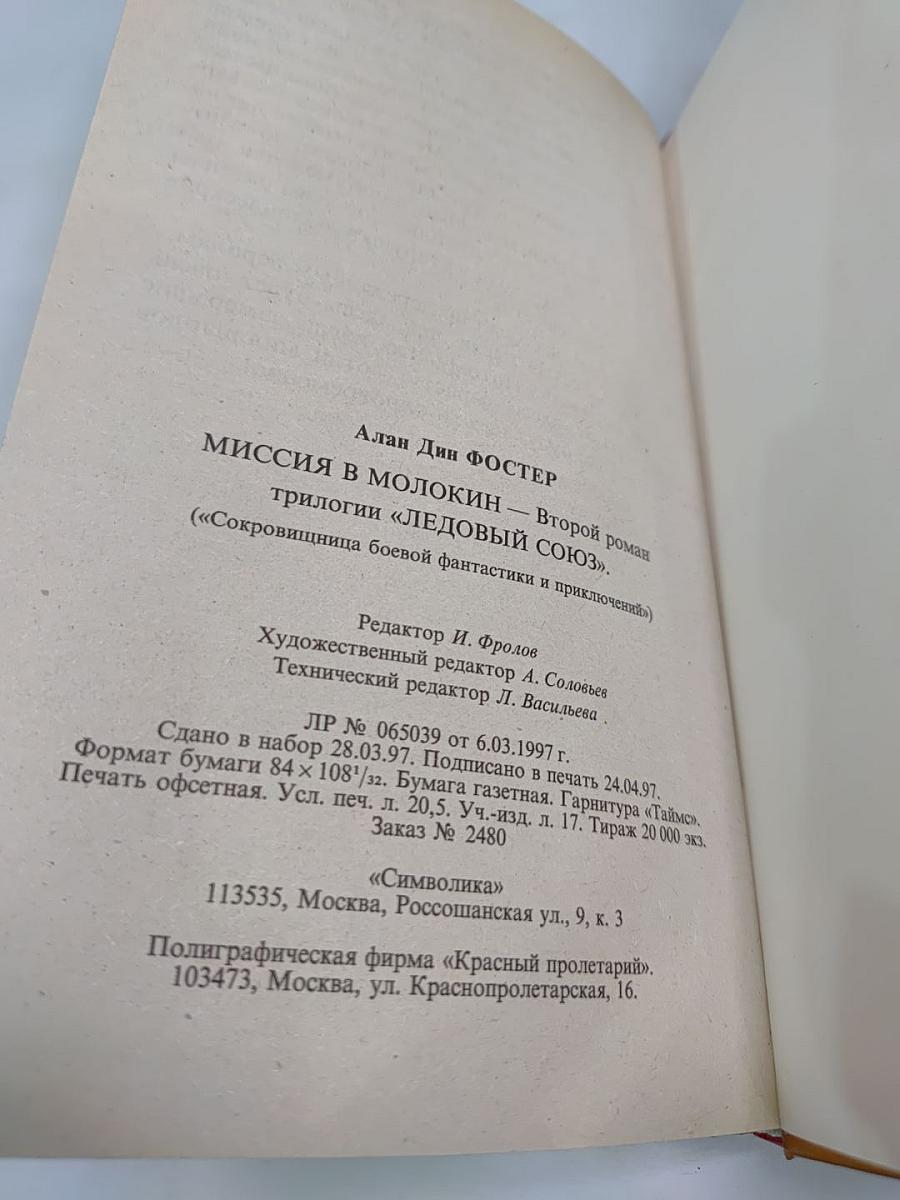 Алан Дин ФОСТЕР
МИССИЯ В МОЛОКИН — Второй роман
трилогии «ЛЕДОВЫЙ СОЮЗ».
(«Сокровищница боевой фантастики и приключений»)
Редактор И. Фролов
Художественный редактор А. Соловьев
Технический редактор Л. Васильева
ЛР № 065039 от 6.03.1997 г.
Сдано в набор 28.03.97. Подписано в печать 24.04.97.
Формат бумаги 84×108¹/₃₂. Бумага газетная. Гарнитура «Таймс».
Печать офсетная. Усл. печ. л. 20,5. Уч.-изд. л. 17. Тираж 20 000 экз.
Заказ № 2480
«Символика»
113535, Москва, Россошанская ул., 9, к. 3
Полиграфическая фирма «Красный пролетарий».
103473, Москва, ул. Краснопролетарская, 16.